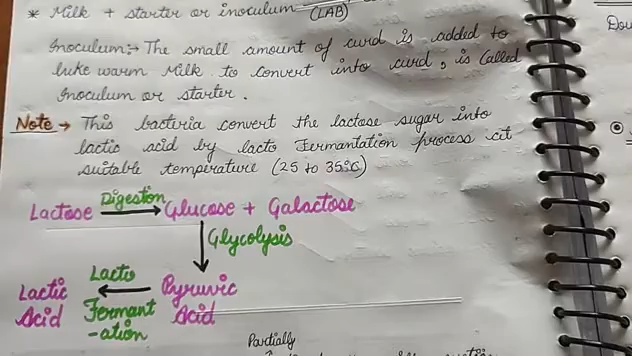 * Milk + starter or inoculum (LAB)
Inoculum:- The small amount of curd is added to
luke warm Milk to convert into curd, is called
Inoculum or starter.
Note → This bacteria convert the lactose sugar into
lactic acid by lacto Fermantation process at
suitable temperature (25 to 35°c)
Lactose Digestion → Glucose + Galactose
↓ Glycolysis
Lactic Acid ← Lacto Ferment-ation Pyruvic Acid
Partially
Dou